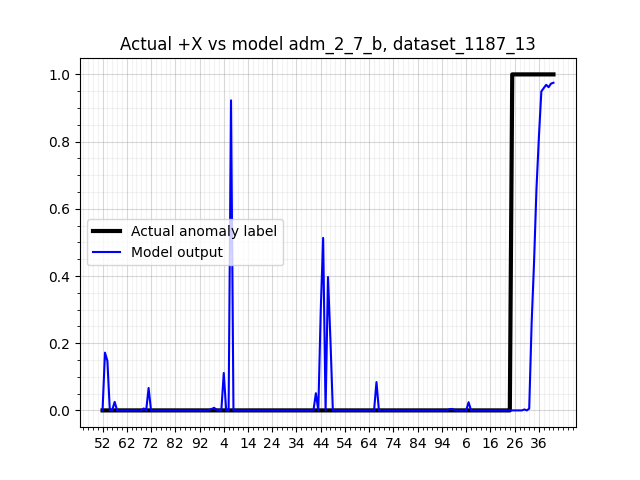 Actual +X vs model adm_2_7_b, dataset_1187_13
1.0
0.8
0.6
0.4
0.2
0.0
Actual anomaly label
Model output
52 62 72 82 92 4 14 24 34 44 54 64 74 84 94 6 16 26 36